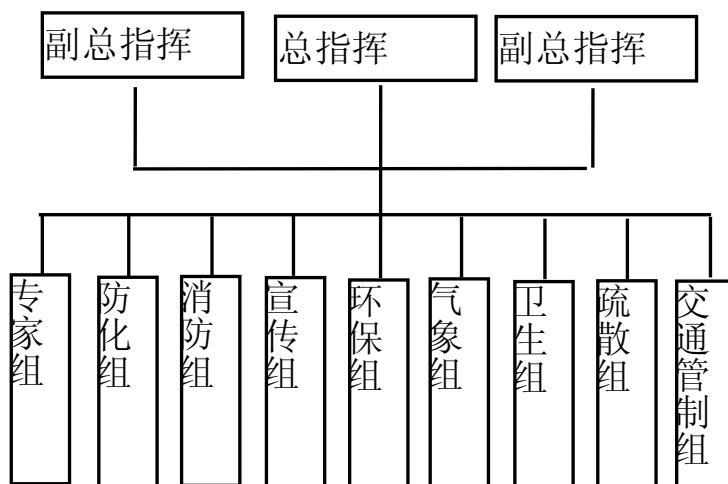 副总指挥
总指挥
副总指挥
专家组
防化组
消防组
宣传组
环保组
气象组
卫生组
疏散组
交通管制组